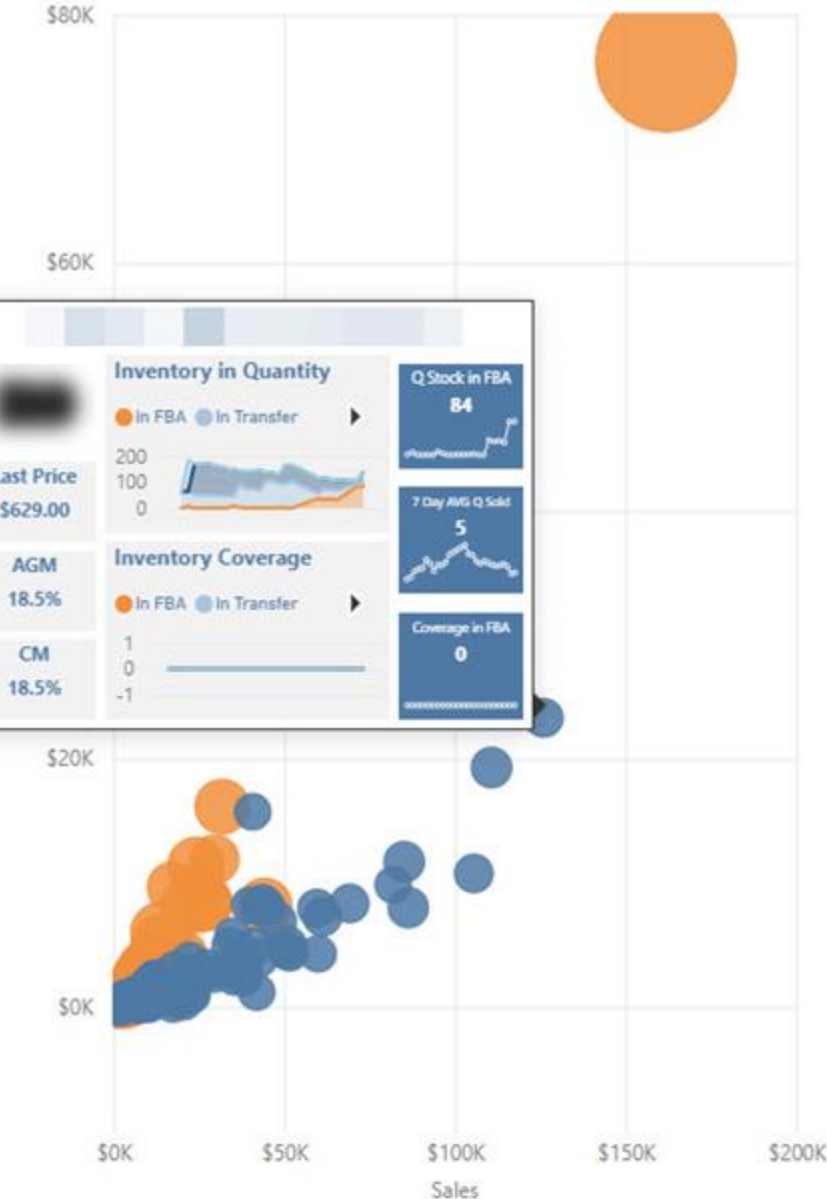 $80K
$60K
Inventory in Quantity
In FBA In Transfer
200
100
0
Q Stock in FBA
84
ast Price
$629.00
7 Day AVG Q Sold
5
AGM
18.5%
Inventory Coverage
In FBA In Transfer
1
0
-1
Coverage in FBA
0
CM
18.5%
$20K
$0K
$0K $50K $100K $150K $200K
Sales